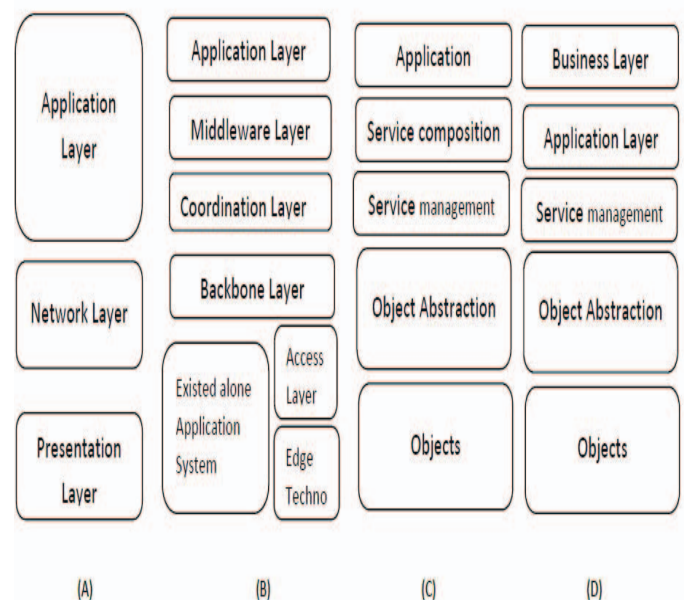 Application
Layer
Network Layer
Presentation
Layer
(A)
Application Layer
Middleware Layer
Coordination Layer
Backbone Layer
Existed alone
Application
System
Access
Layer
Edge
Techno
(B)
Application
Service composition
Service management
Object Abstraction
Objects
(C)
Business Layer
Application Layer
Service management
Object Abstraction
Objects
(D)